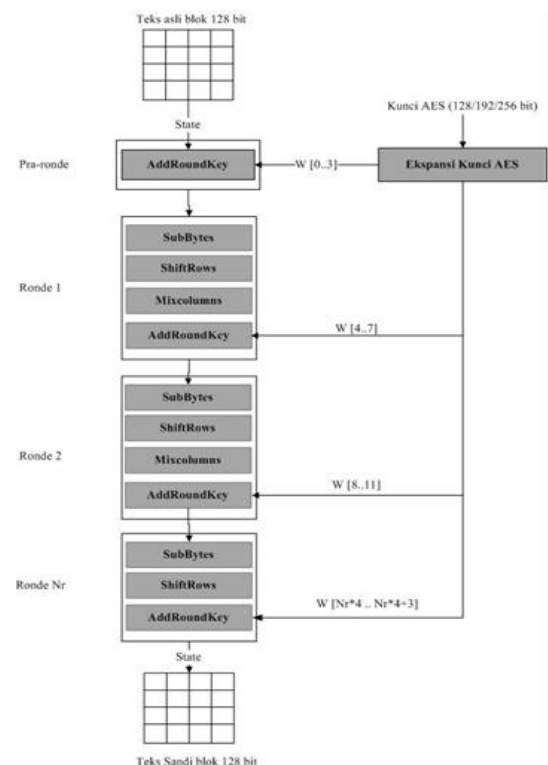 Teks asli blok 128 bit
Kunci AES (128/192/256 bit)
State
Pra-ronde
AddRoundKey
W [0..3]
Ekspansi Kunci AES
Ronde 1
SubBytes
ShiftRows
Mixcolumns
AddRoundKey
W [4..7]
Ronde 2
SubBytes
ShiftRows
Mixcolumns
AddRoundKey
W [8..11]
Ronde Nr
SubBytes
ShiftRows
AddRoundKey
W [Nr*4 .. Nr*4+3]
State
Teks Sandi blok 128 bit